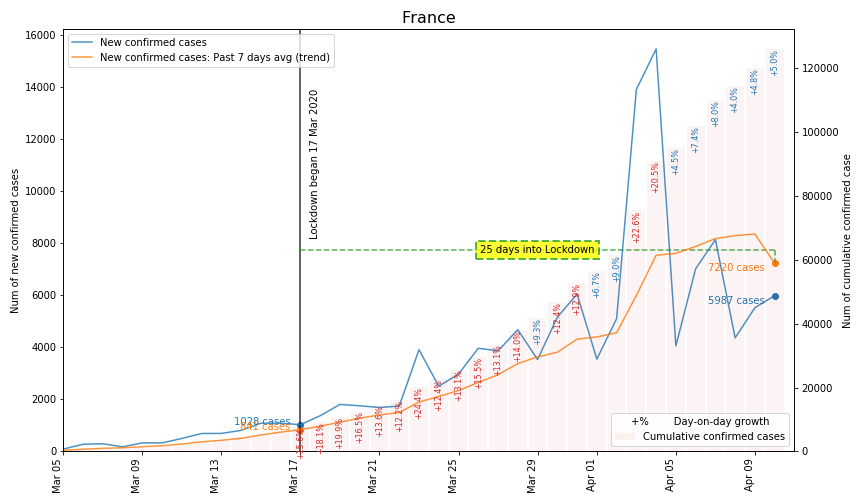 France
New confirmed cases
New confirmed cases: Past 7 days avg (trend)
16000
14000
12000
10000
8000
6000
4000
2000
0
Num of new confirmed cases
120000
100000
80000
60000
40000
20000
0
Num of cumulative confirmed case
Lockdown began 17 Mar 2020
25 days into Lockdown
7220 cases
5987 cases
1028 cases
841 cases
+15.6%
+18.1%
+19.9%
+16.5%
+13.6%
+12.2%
+24.4%
+12.4%
+13.1%
+15.5%
+13.1%
+14.0%
+9.3%
+12.4%
+12.9%
+6.7%
+9.0%
+22.6%
+20.5%
+4.5%
+7.4%
+8.0%
+4.0%
+4.8%
+5.0%
+% Day-on-day growth
Cumulative confirmed cases
Mar 05
Mar 09
Mar 13
Mar 17
Mar 21
Mar 25
Mar 29
Apr 01
Apr 05
Apr 09